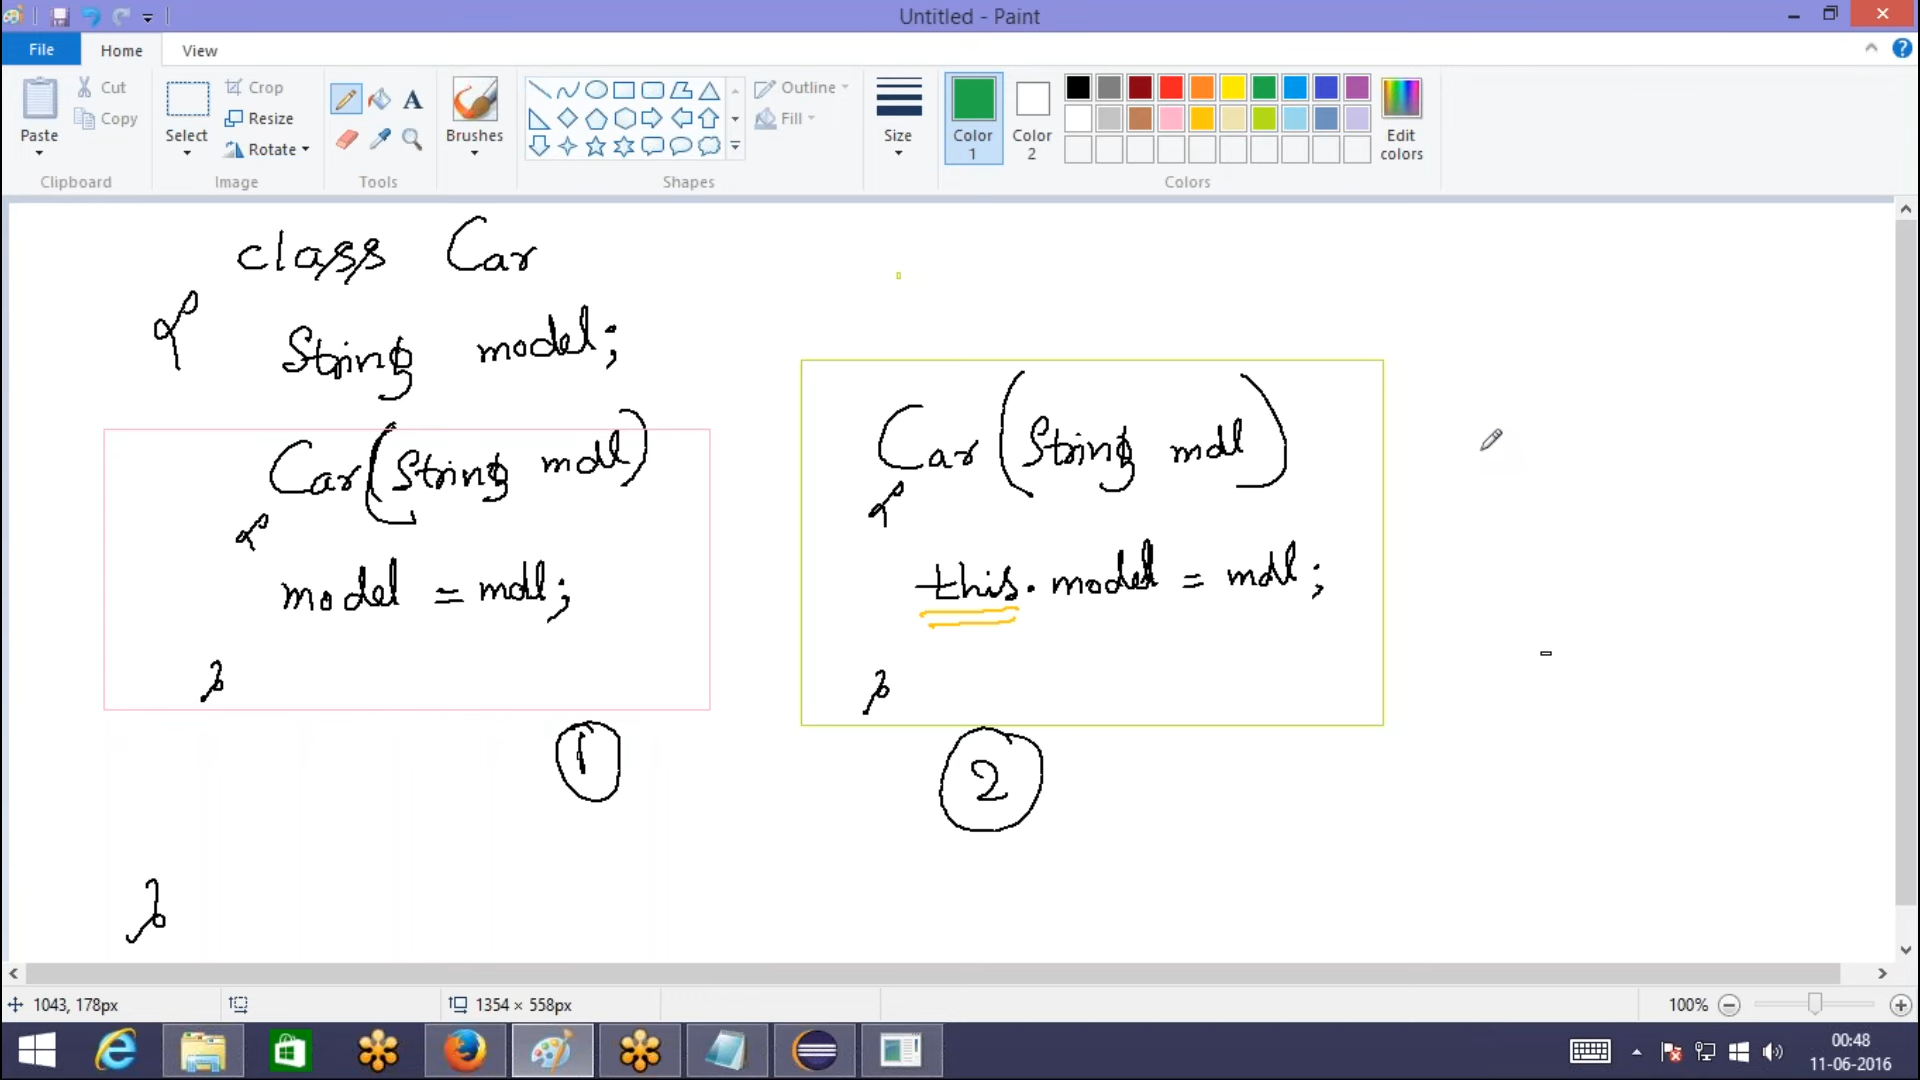 Untitled - Paint
File Home View
Paste
Cut
Copy
Clipboard
Select
Crop
Resize
Rotate
Image
Tools
Brushes
Shapes
Outline
Fill
Size
Color 1
Color 2
Edit colors
Colors
class Car
{
String model;
Car(String mdl)
{
model = mdl;
}
1
Car(String mdl)
{
this.model = mdl;
}
2
}
1043, 178px
1354 × 558px
100%
00:48
11-06-2016